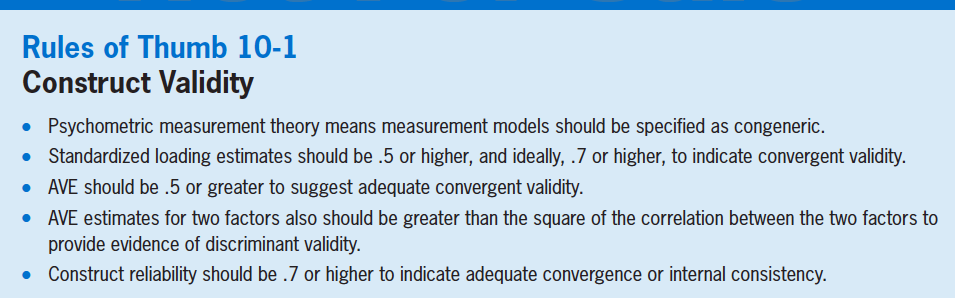 Rules of Thumb 10-1
Construct Validity
• Psychometric measurement theory means measurement models should be specified as congeneric.
• Standardized loading estimates should be .5 or higher, and ideally, .7 or higher, to indicate convergent validity.
• AVE should be .5 or greater to suggest adequate convergent validity.
• AVE estimates for two factors also should be greater than the square of the correlation between the two factors to
provide evidence of discriminant validity.
• Construct reliability should be .7 or higher to indicate adequate convergence or internal consistency.